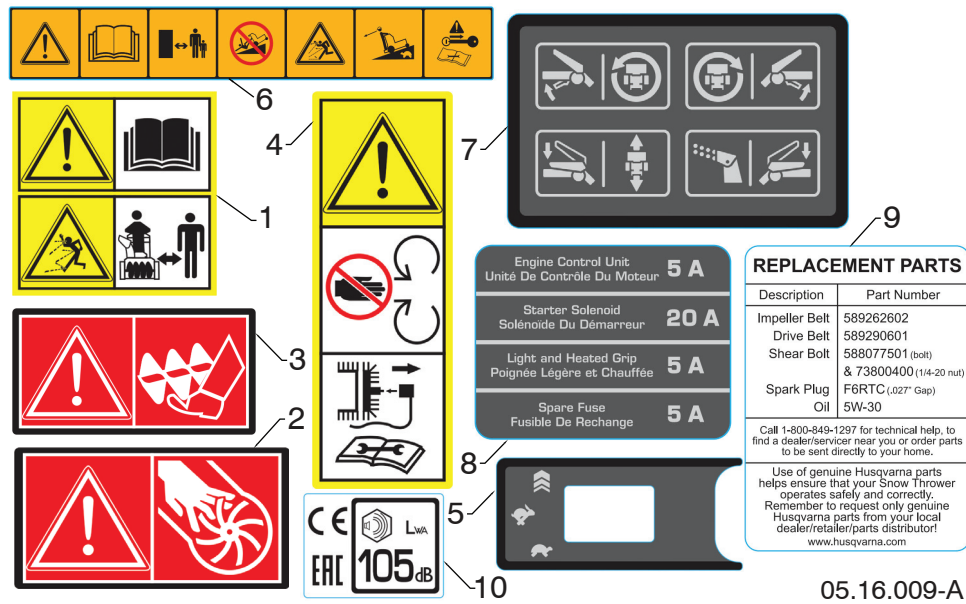 6
1
4
7
Engine Control Unit
Unité De Contrôle Du Moteur 5 A
Starter Solenoid
Solénoïde Du Démarreur 20 A
Light and Heated Grip
Poignée Légère et Chauffée 5 A
Spare Fuse
Fusible De Rechange 5 A
8
9
REPLACEMENT PARTS
Description Part Number
Impeller Belt 589262602
Drive Belt 589290601
Shear Bolt 588077501 (bolt)
& 73800400 (1/4-20 nut)
Spark Plug F6RTC (.027" Gap)
Oil 5W-30
Call 1-800-849-1297 for technical help, to
find a dealer/servicer near you or order parts
to be sent directly to your home.
Use of genuine Husqvarna parts
helps ensure that your Snow Thrower
operates safely and correctly.
Remember to request only genuine
Husqvarna parts from your local
dealer/retailer/parts distributor!
www.husqvarna.com
3
2
5
CE LWA
EAC 105 dB
10
05.16.009-A